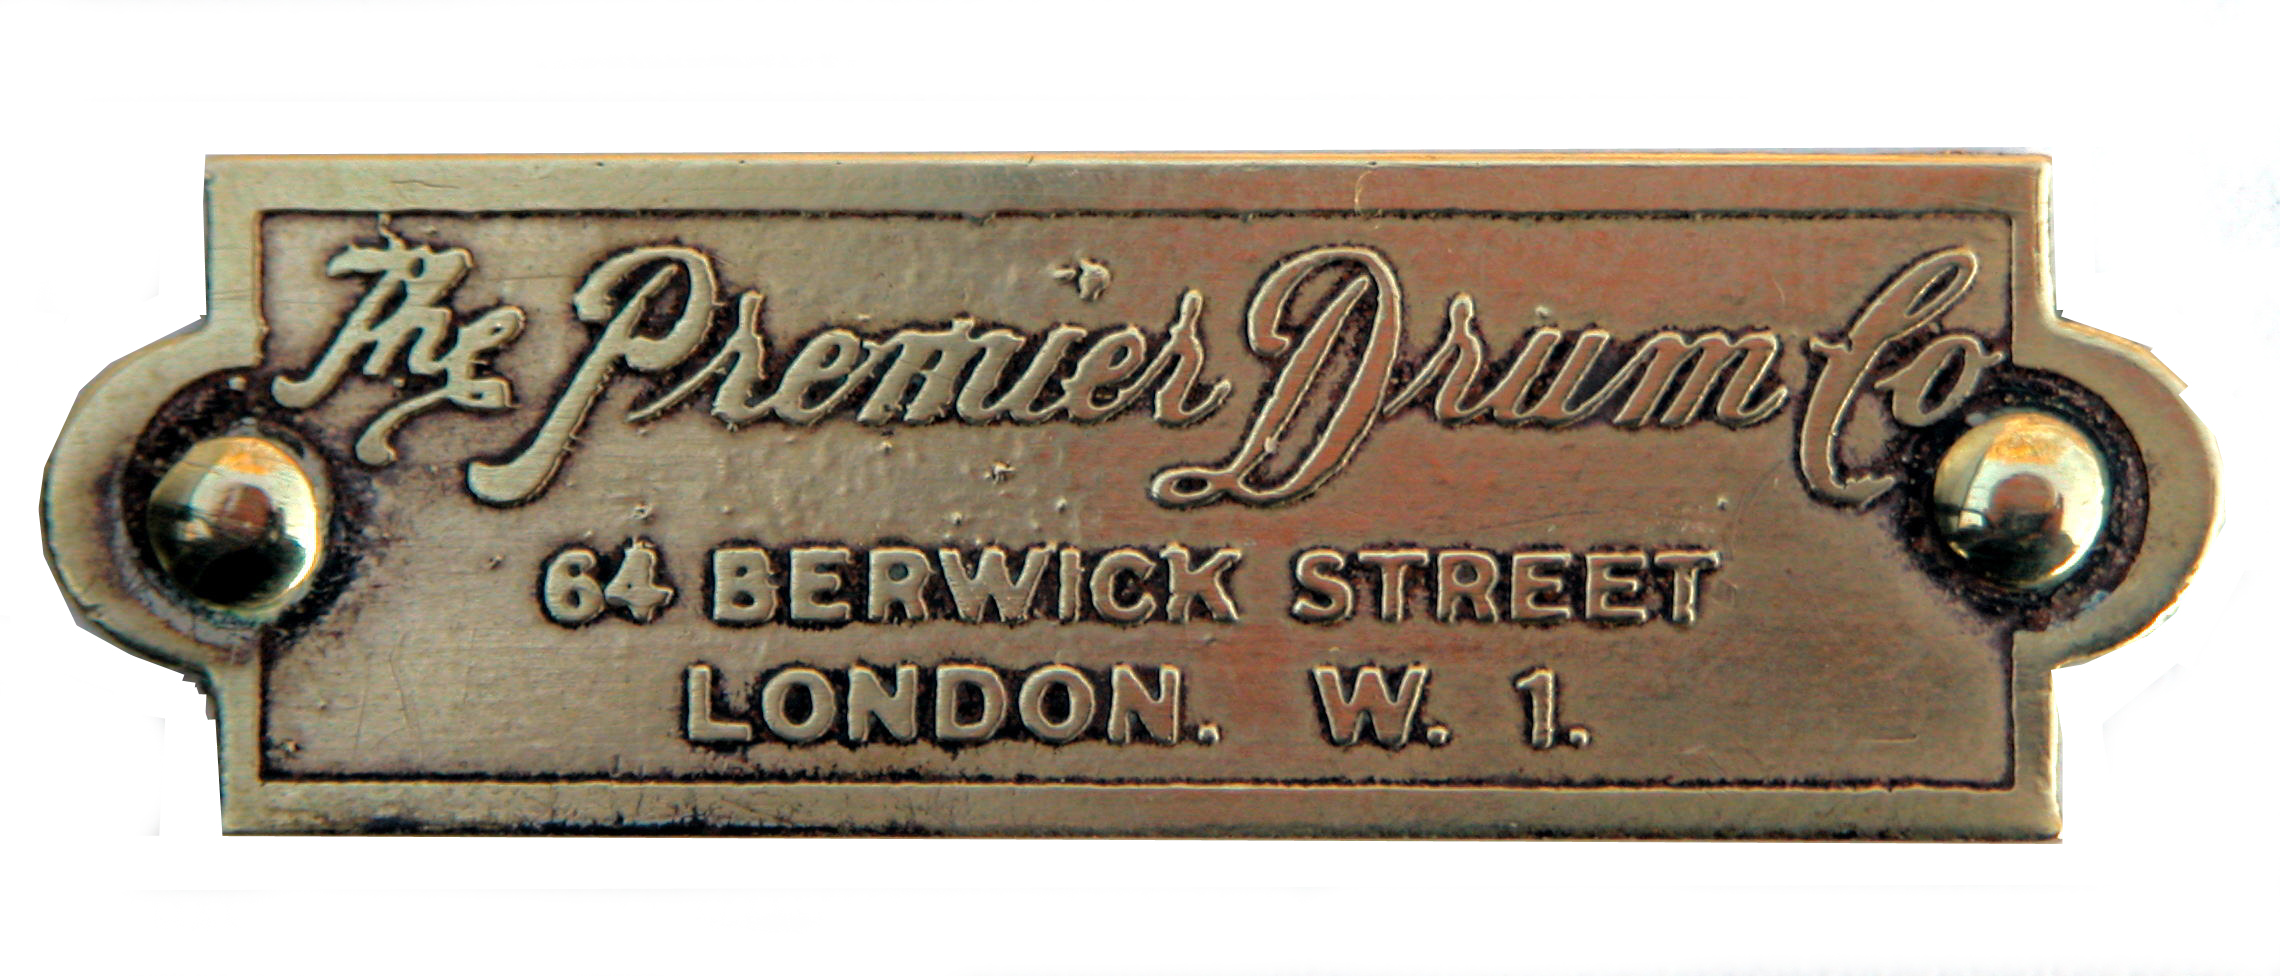 The Premier Drum Co
64 BERWICK STREET
LONDON. W. 1.